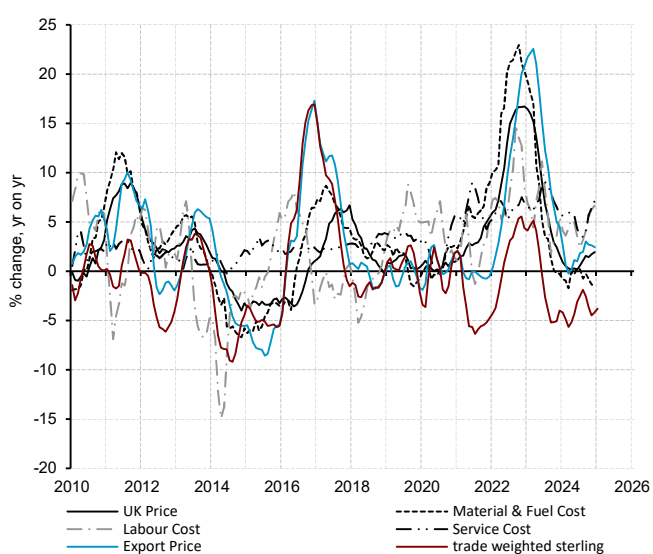 25
20
15
10
5
0
-5
-10
-15
-20
% change, yr on yr
2010 2012 2014 2016 2018 2020 2022 2024 2026
UK Price Material & Fuel Cost
Labour Cost Service Cost
Export Price trade weighted sterling